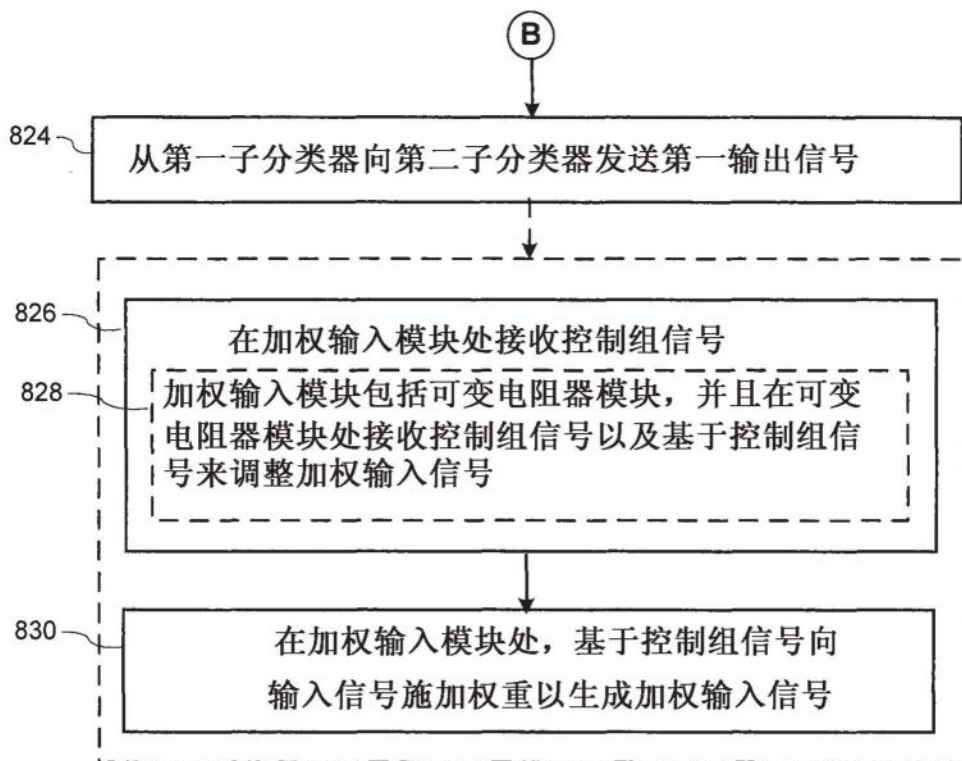 B
824
从第一子分类器向第二子分类器发送第一输出信号
826
在加权输入模块处接收控制组信号
828
加权输入模块包括可变电阻器模块，并且在可变
电阻器模块处接收控制组信号以及基于控制组信
号来调整加权输入信号
830
在加权输入模块处，基于控制组信号向
输入信号施加权重以生成加权输入信号